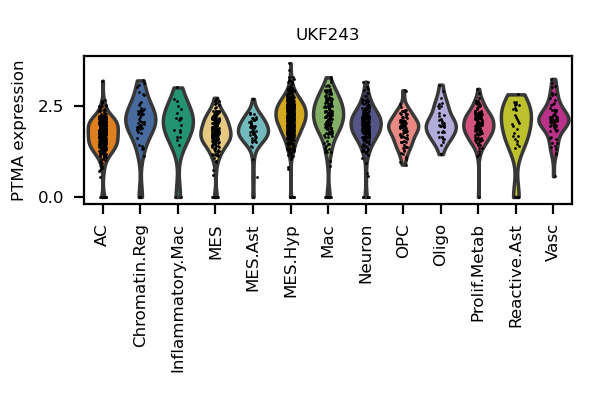 UKF243
PTMA expression
2.5
0.0
AC
Chromatin.Reg
Inflammatory.Mac
MES
MES.Ast
MES.Hyp
Mac
Neuron
OPC
Oligo
Prolif.Metab
Reactive.Ast
Vasc